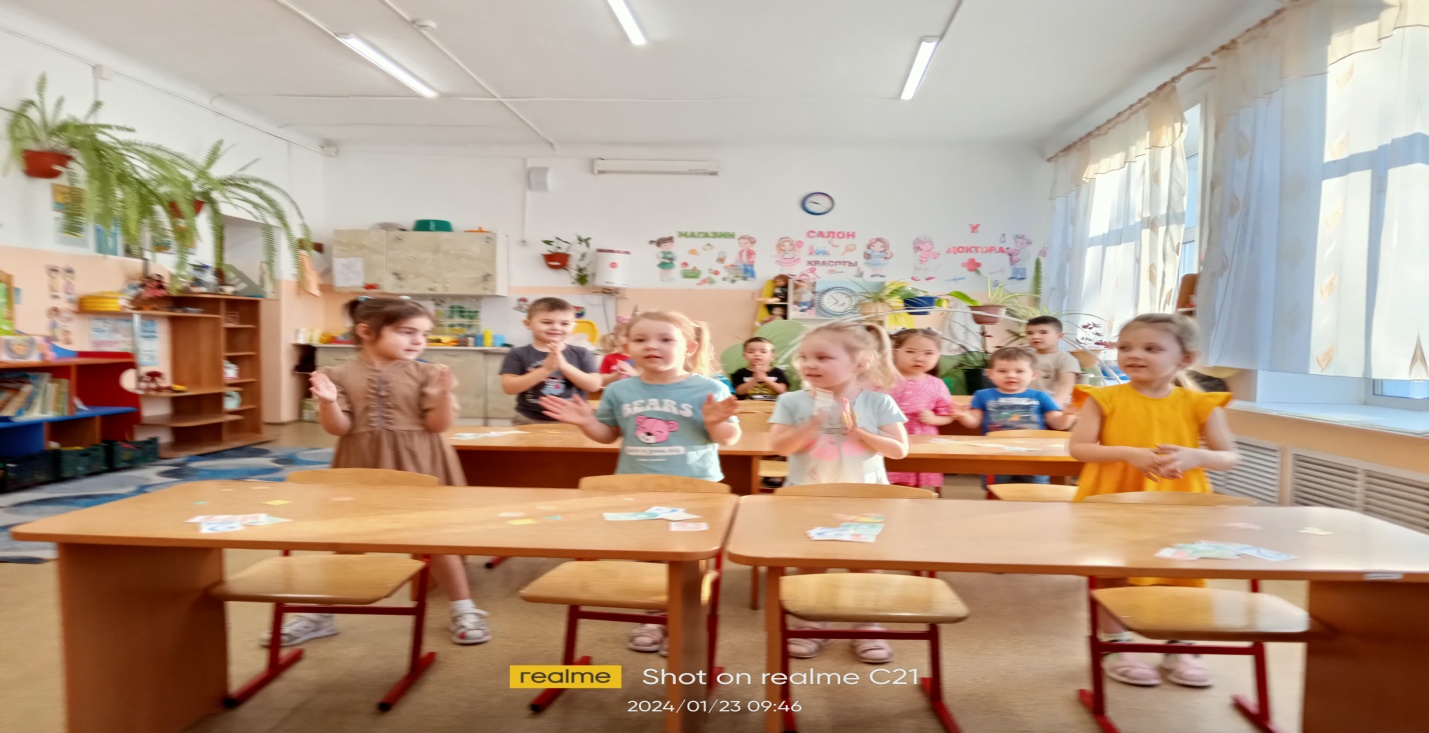 МАГАЗИН
САЛОН
КРАСОТЫ
У
ДОКТОРА
BEARS
realme Shot on realme C21
2024/01/23 09:46